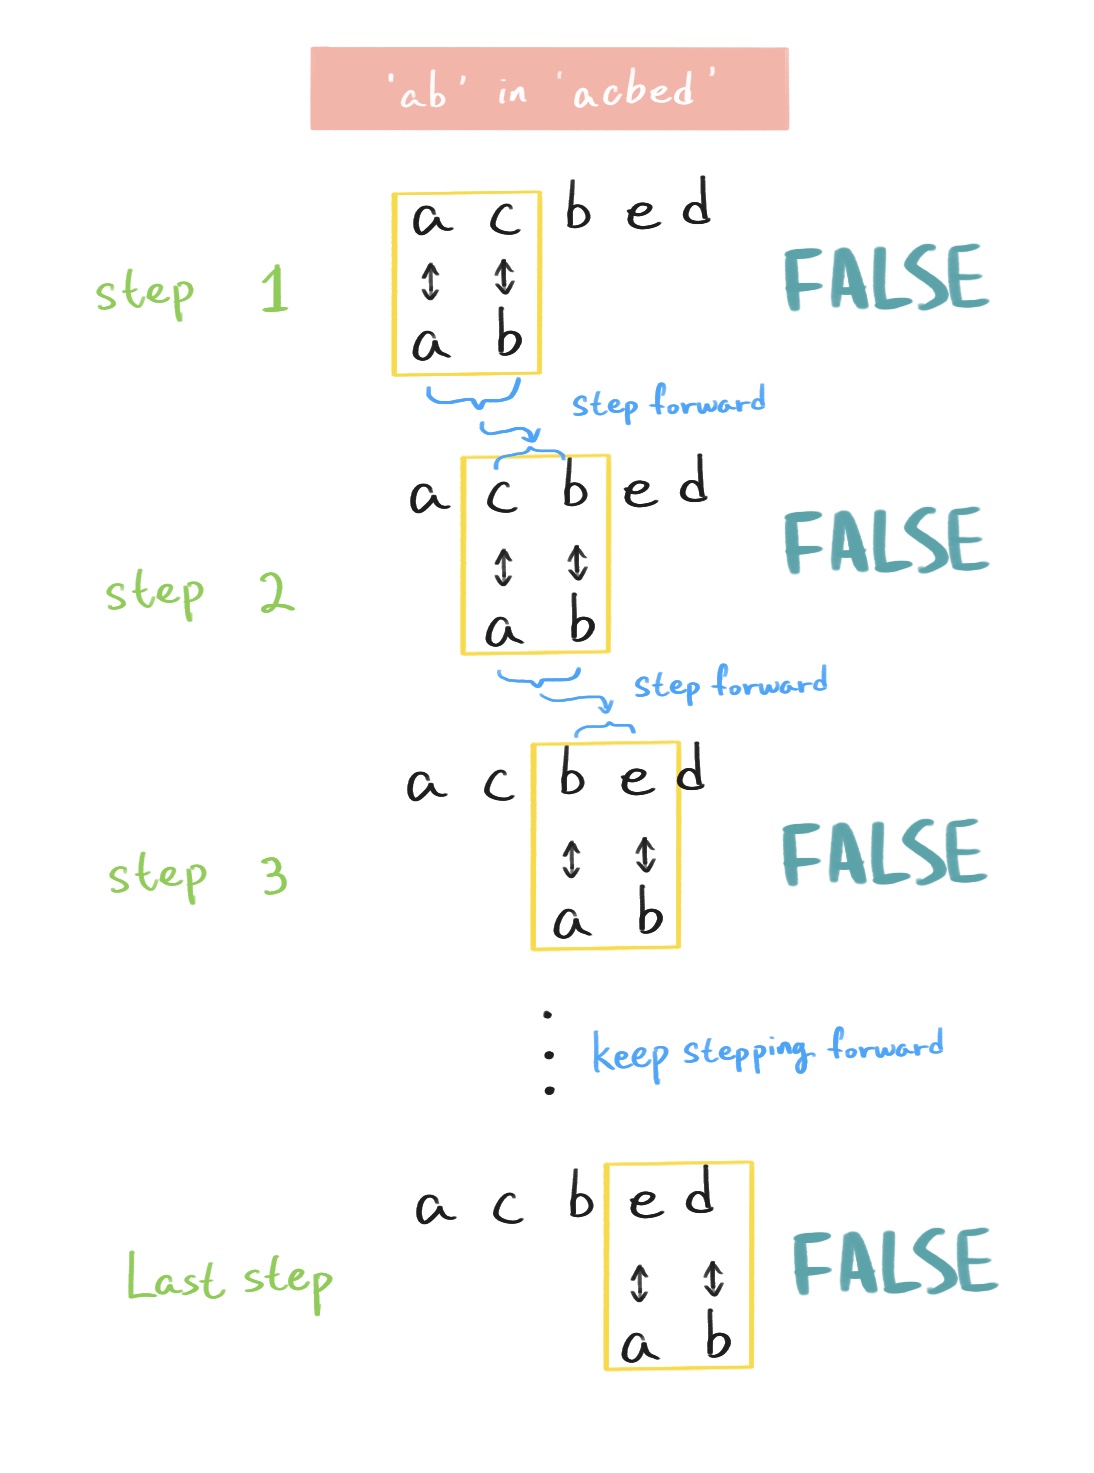 'ab' in 'acbed'
a c b e d
step 1
FALSE
a b
step forward
a c b e d
FALSE
step 2
a b
step forward
a c b e d
FALSE
step 3
a b
keep stepping forward
a c b e d
Last step
FALSE
a b